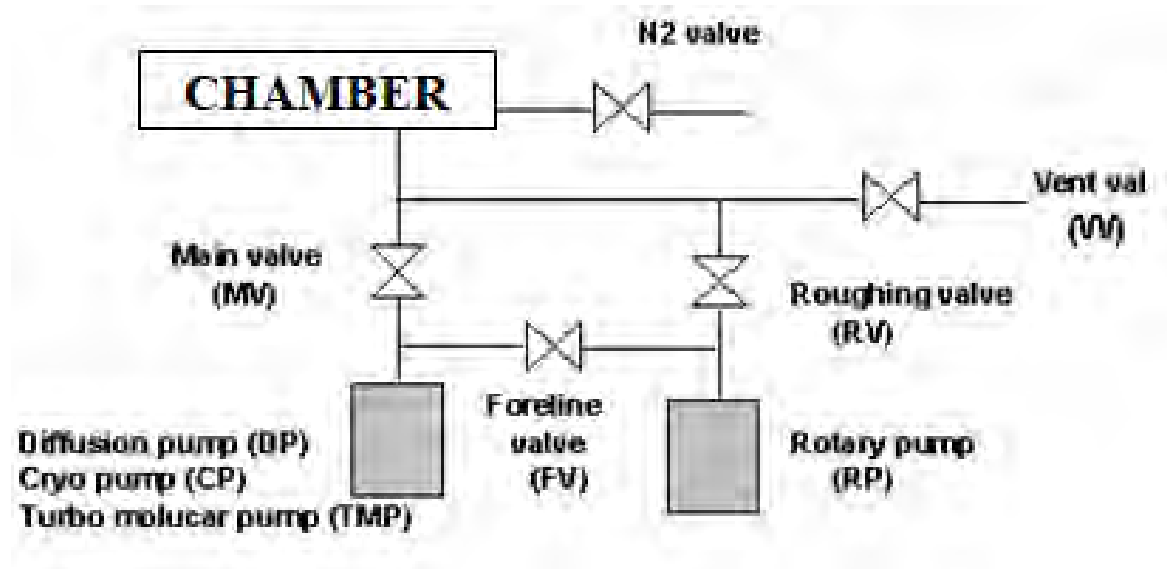 N2 valve
CHAMBER
Vent val
(VV)
Main valve
(MV)
Roughing valve
(RV)
Foreline
valve
(FV)
Diffusion pump (DP)
Cryo pump (CP)
Turbo molucar pump (TMP)
Rotary pump
(RP)